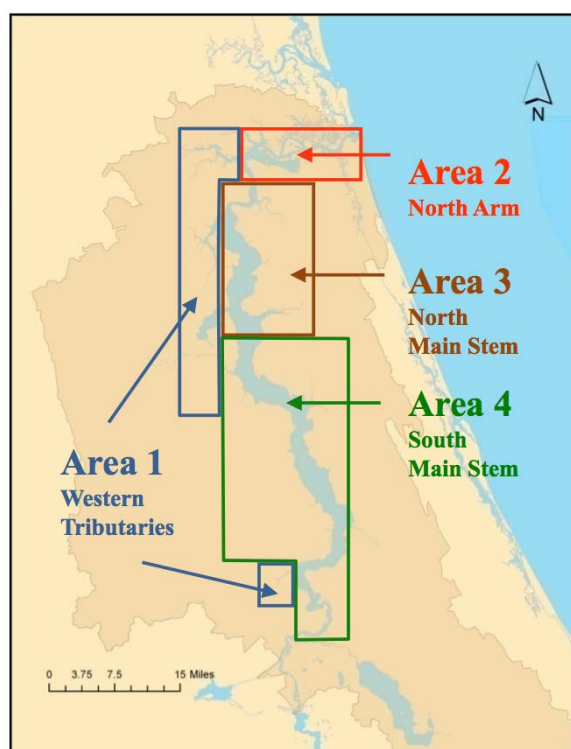 N
Area 2
North Arm
Area 3
North
Main Stem
Area 4
South
Main Stem
Area 1
Western
Tributaries
0 3.75 7.5 15 Miles